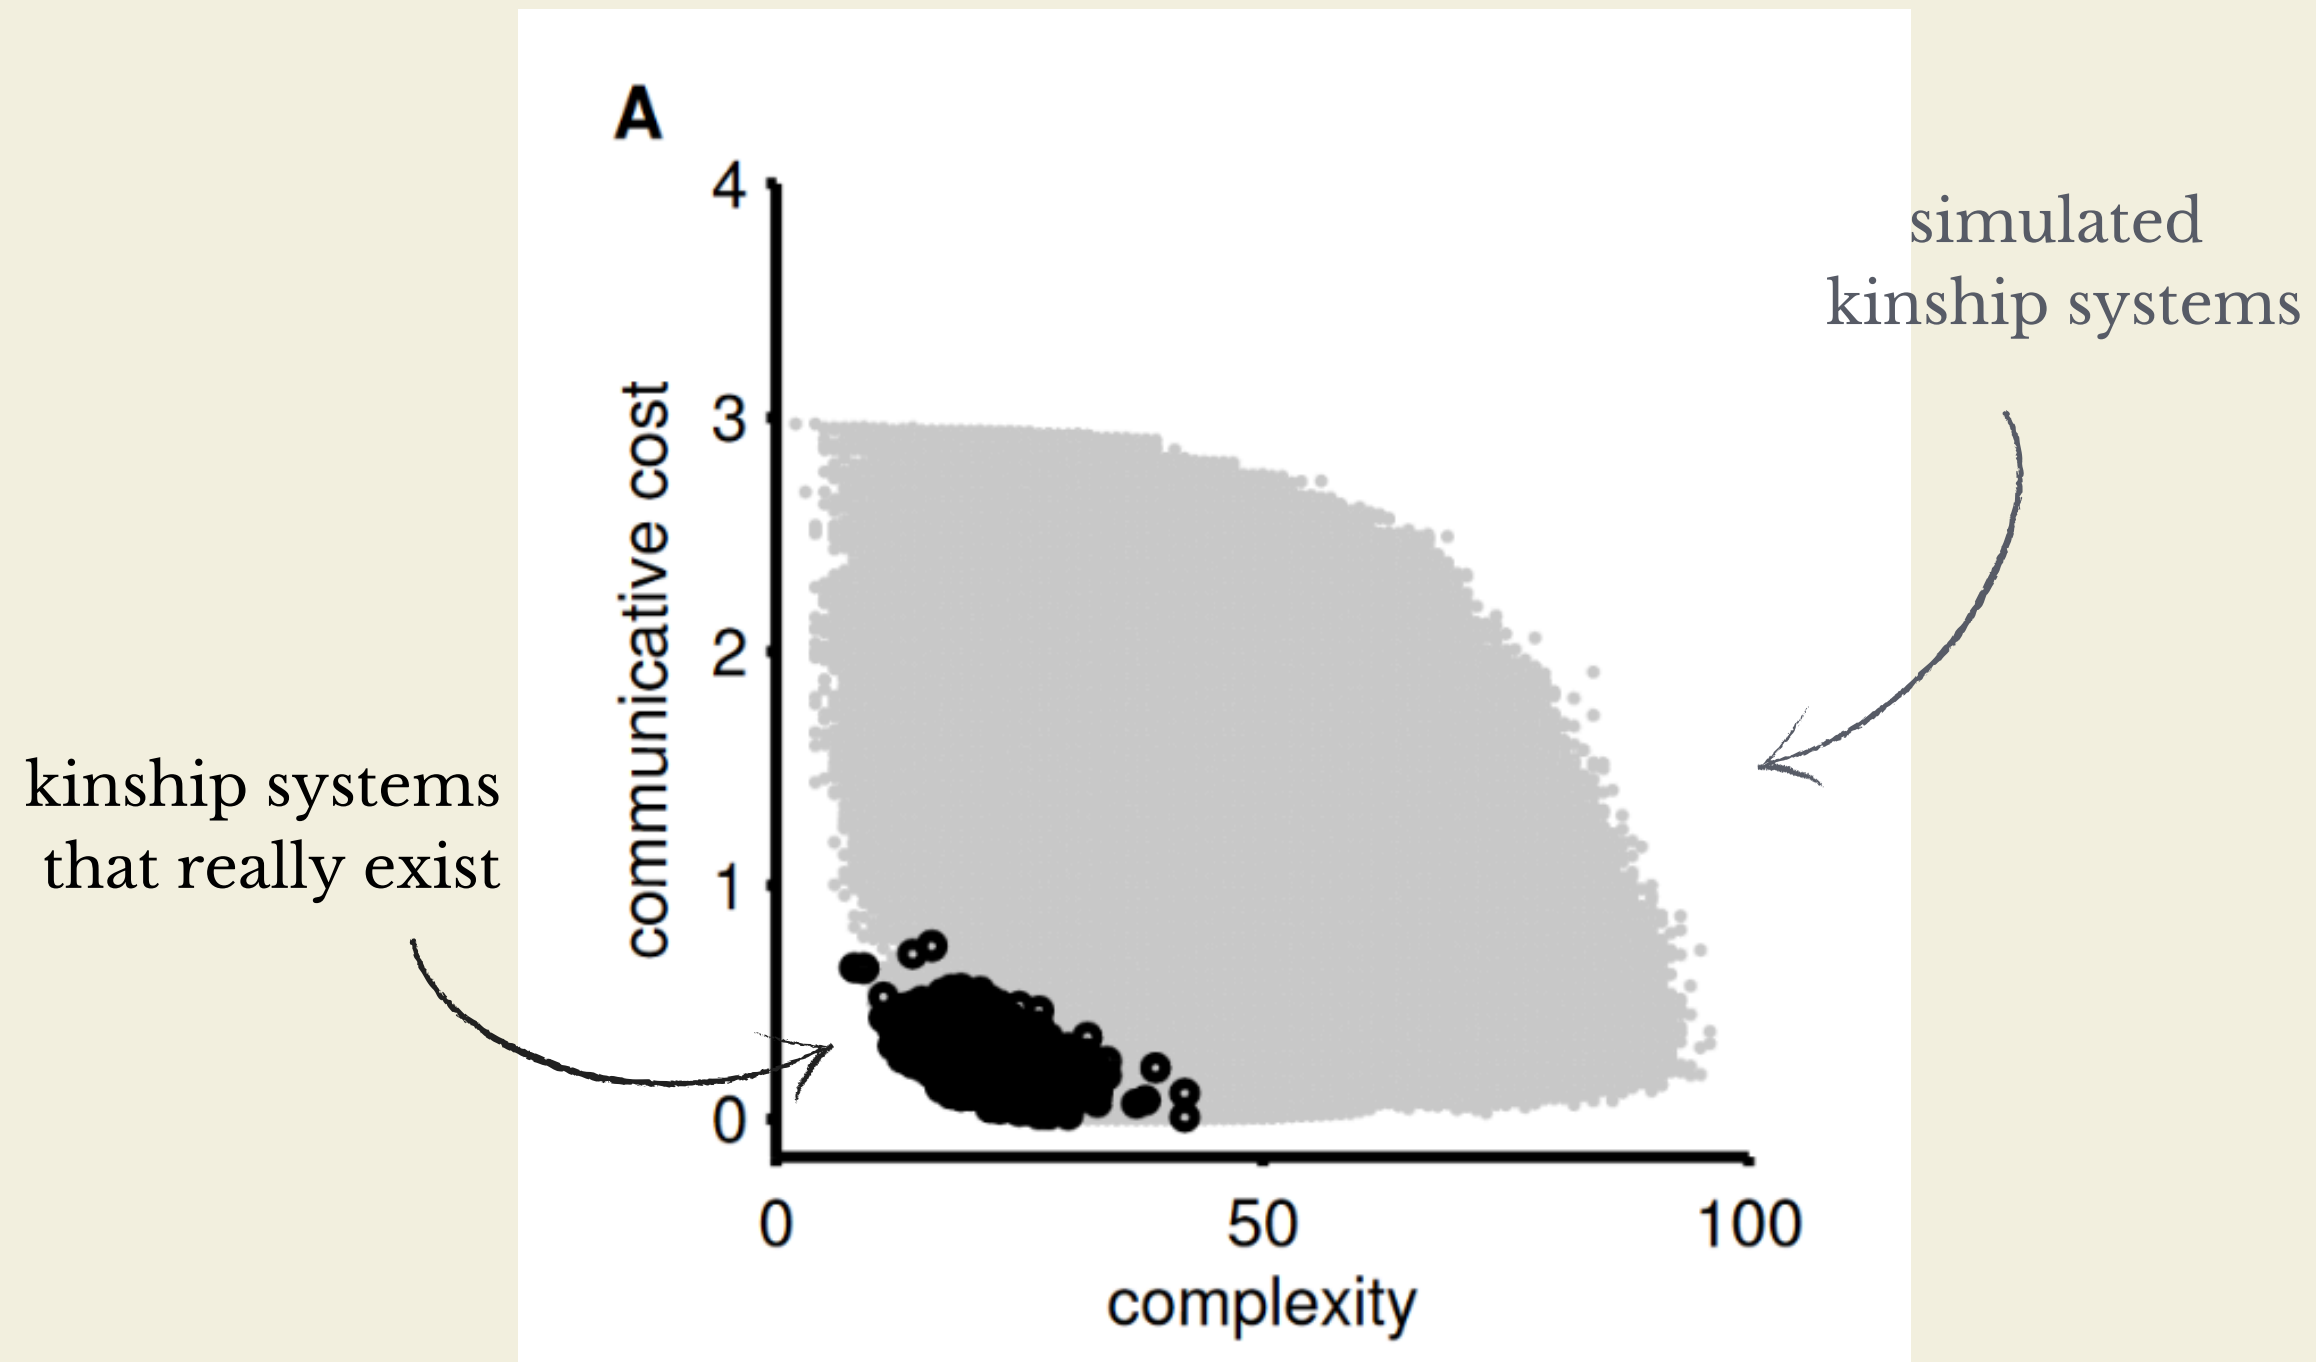 A
4
3
2
1
0
communicative cost
0 50 100
complexity
simulated
kinship systems
kinship systems
that really exist